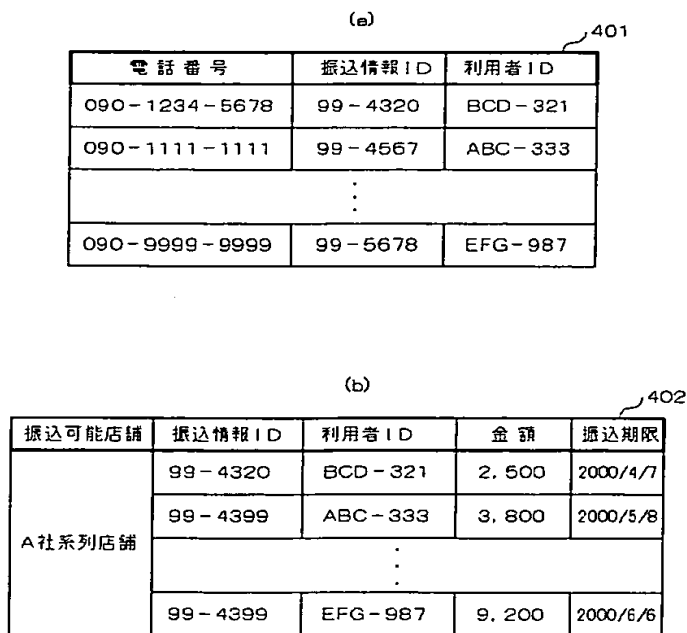 (a)
401
電話番号 振込情報ID 利用者ID
090-1234-5678 99-4320 BCD-321
090-1111-1111 99-4567 ABC-333
⋮
090-9999-9999 99-5678 EFG-987
(b)
402
振込可能店舗 振込情報ID 利用者ID 金額 振込期限
99-4320 BCD-321 2,500 2000/4/7
99-4399 ABC-333 3,800 2000/5/8
A社系列店舗
⋮
99-4399 EFG-987 9,200 2000/6/6